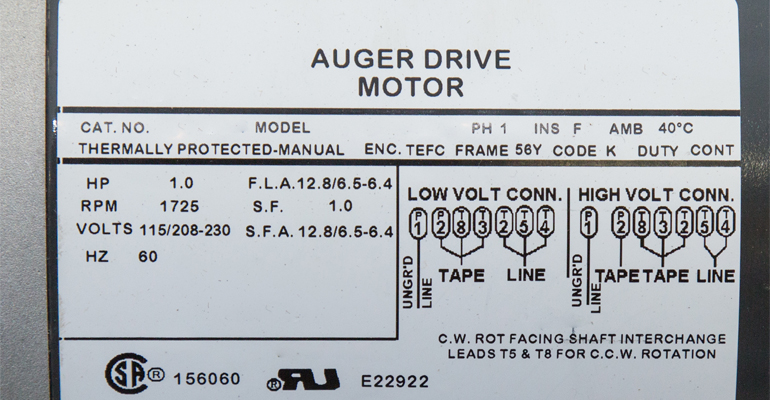 AUGER DRIVE
MOTOR
CAT. NO. MODEL PH 1 INS F AMB 40°C
THERMALLY PROTECTED-MANUAL ENC. TEFC FRAME 56Y CODE K DUTY CONT
HP 1.0 F.L.A. 12.8/6.5-6.4
RPM 1725 S.F. 1.0
VOLTS 115/208-230 S.F.A. 12.8/6.5-6.4
HZ 60
LOW VOLT CONN.
P1 P2 T8 T3 T2 T5 T4
UNGR'D LINE TAPE LINE
HIGH VOLT CONN.
P1 P2 T8 T3 T2 T5 T4
UNGR'D LINE TAPE TAPE LINE
C.W. ROT FACING SHAFT INTERCHANGE
LEADS T5 & T8 FOR C.C.W. ROTATION
SA ® 156060 ® RU E22922